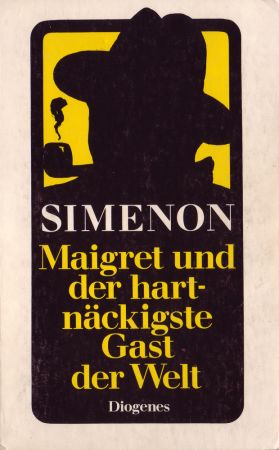 SIMENON
Maigret und
der hart-
näckigste
Gast
der Welt
Diogenes